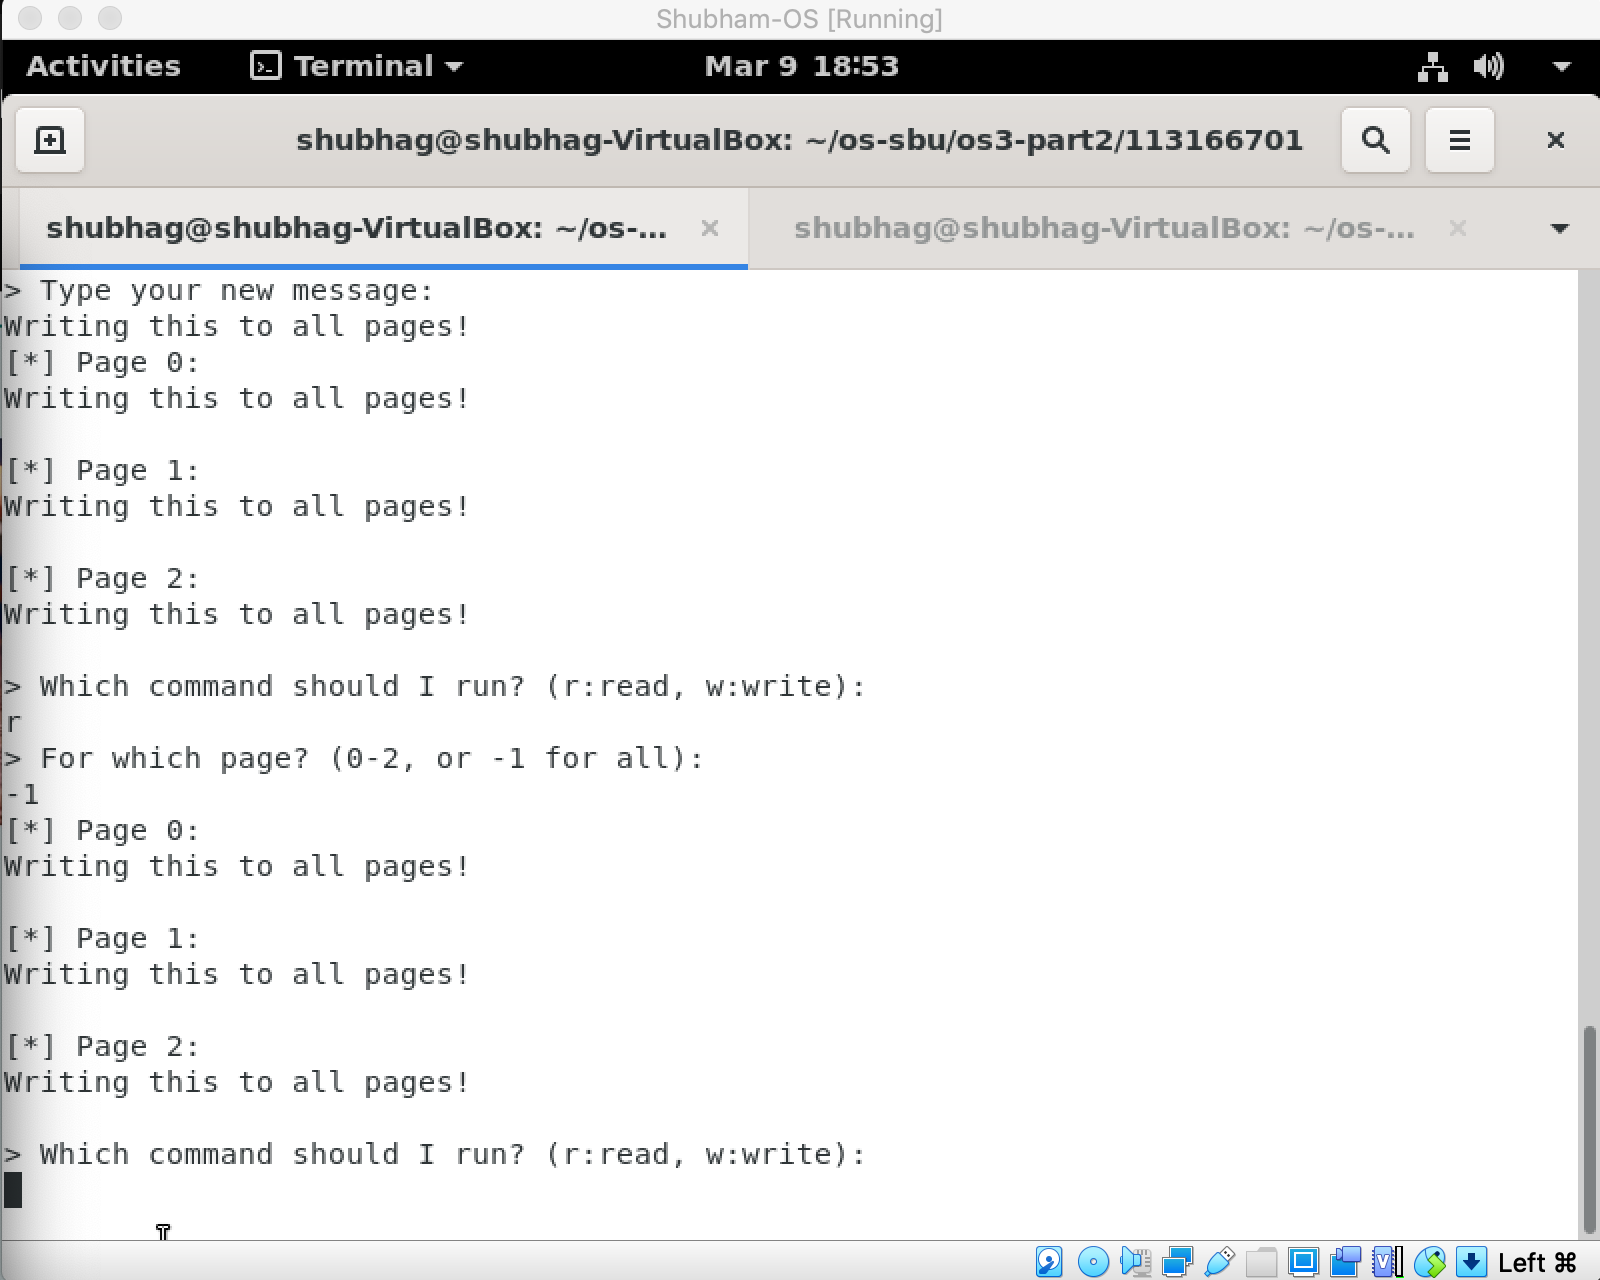 Shubham-OS [Running]
Activities Terminal Mar 9 18:53
shubhag@shubhag-VirtualBox: ~/os-sbu/os3-part2/113166701
shubhag@shubhag-VirtualBox: ~/os-... shubhag@shubhag-VirtualBox: ~/os-...
> Type your new message:
Writing this to all pages!
[*] Page 0:
Writing this to all pages!
[*] Page 1:
Writing this to all pages!
[*] Page 2:
Writing this to all pages!
> Which command should I run? (r:read, w:write):
r
> For which page? (0-2, or -1 for all):
-1
[*] Page 0:
Writing this to all pages!
[*] Page 1:
Writing this to all pages!
[*] Page 2:
Writing this to all pages!
> Which command should I run? (r:read, w:write):
Left ⌘